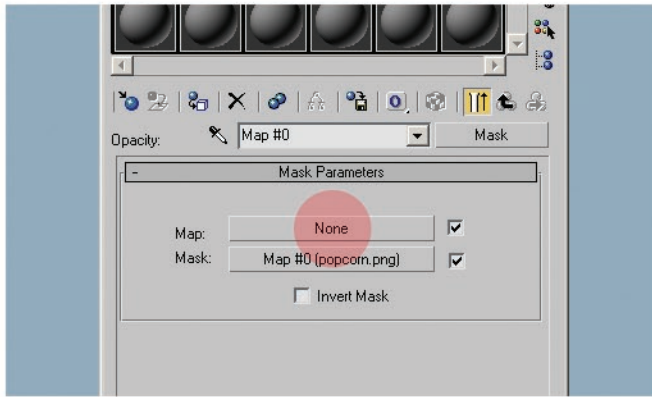 Opacity: Map #0 Mask
- Mask Parameters
Map: None
Mask: Map #0 (popcorn.png)
Invert Mask